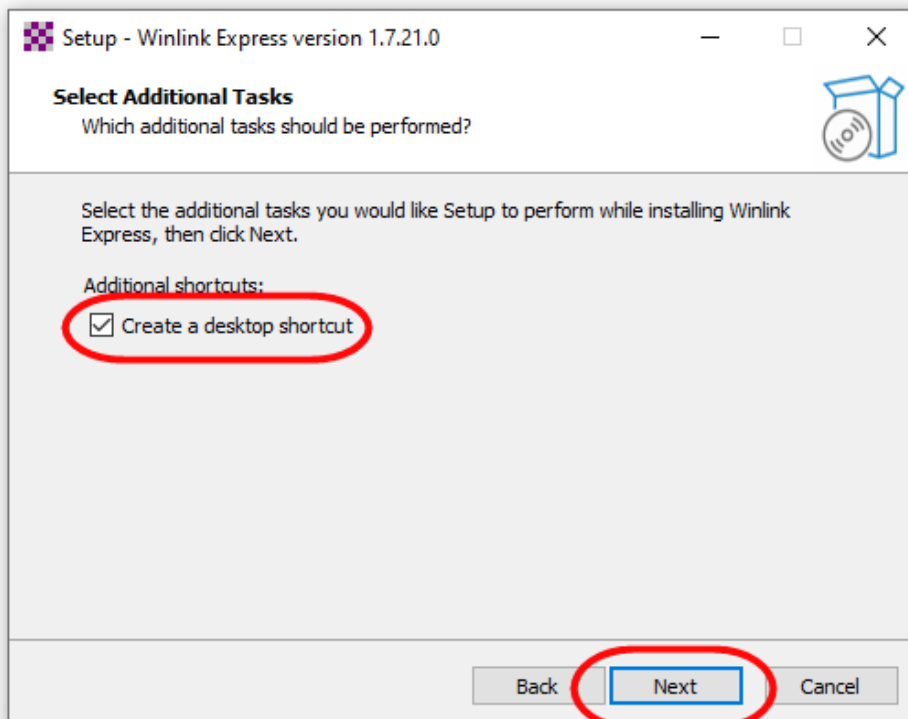 Setup - Winlink Express version 1.7.21.0
Select Additional Tasks
Which additional tasks should be performed?
Select the additional tasks you would like Setup to perform while installing Winlink
Express, then click Next.
Additional shortcuts:
Create a desktop shortcut
Back Next Cancel